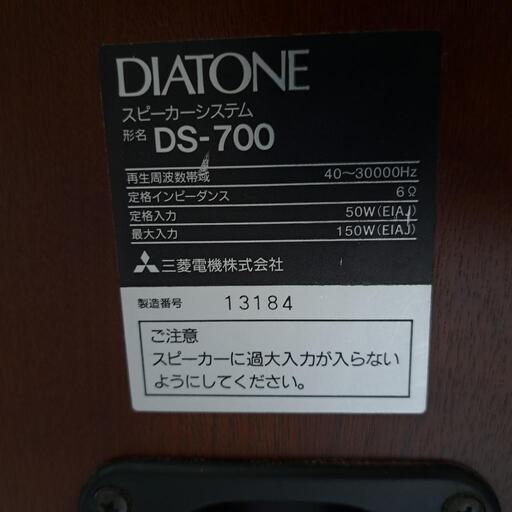 DIATONE
スピーカーシステム
形名 DS-700
再生周波数帯域 40〜30000Hz
定格インピーダンス 6Ω
定格入力 50W(EIAJ)
最大入力 150W(EIAJ)
三菱電機株式会社
製造番号 13184
ご注意
スピーカーに過大入力が入らない
ようにしてください。